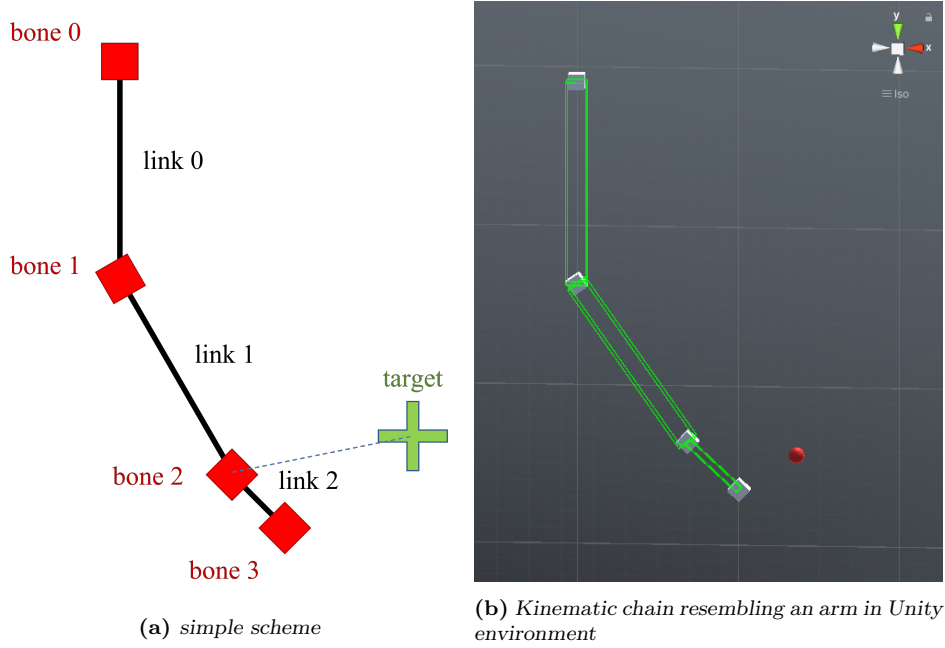 bone 0
link 0
bone 1
link 1
target
bone 2
link 2
bone 3
(a) simple scheme
y
x
Iso
(b) Kinematic chain resembling an arm in Unity
environment